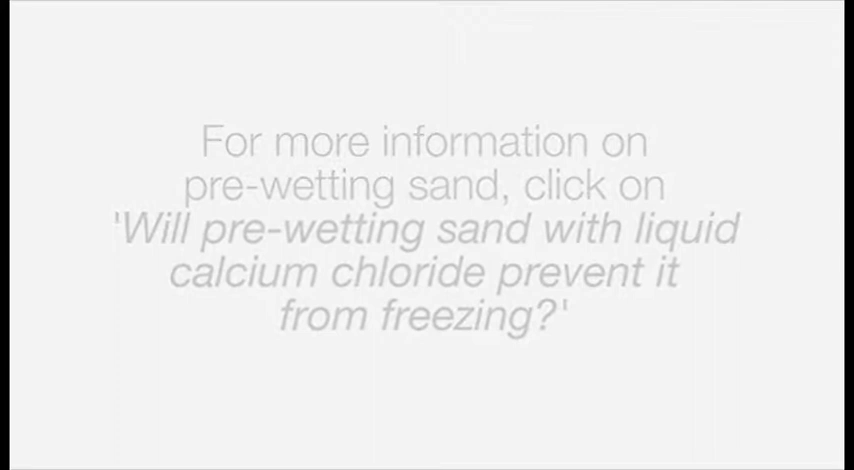 For more information on
pre-wetting sand, click on
'Will pre-wetting sand with liquid
calcium chloride prevent it
from freezing?'